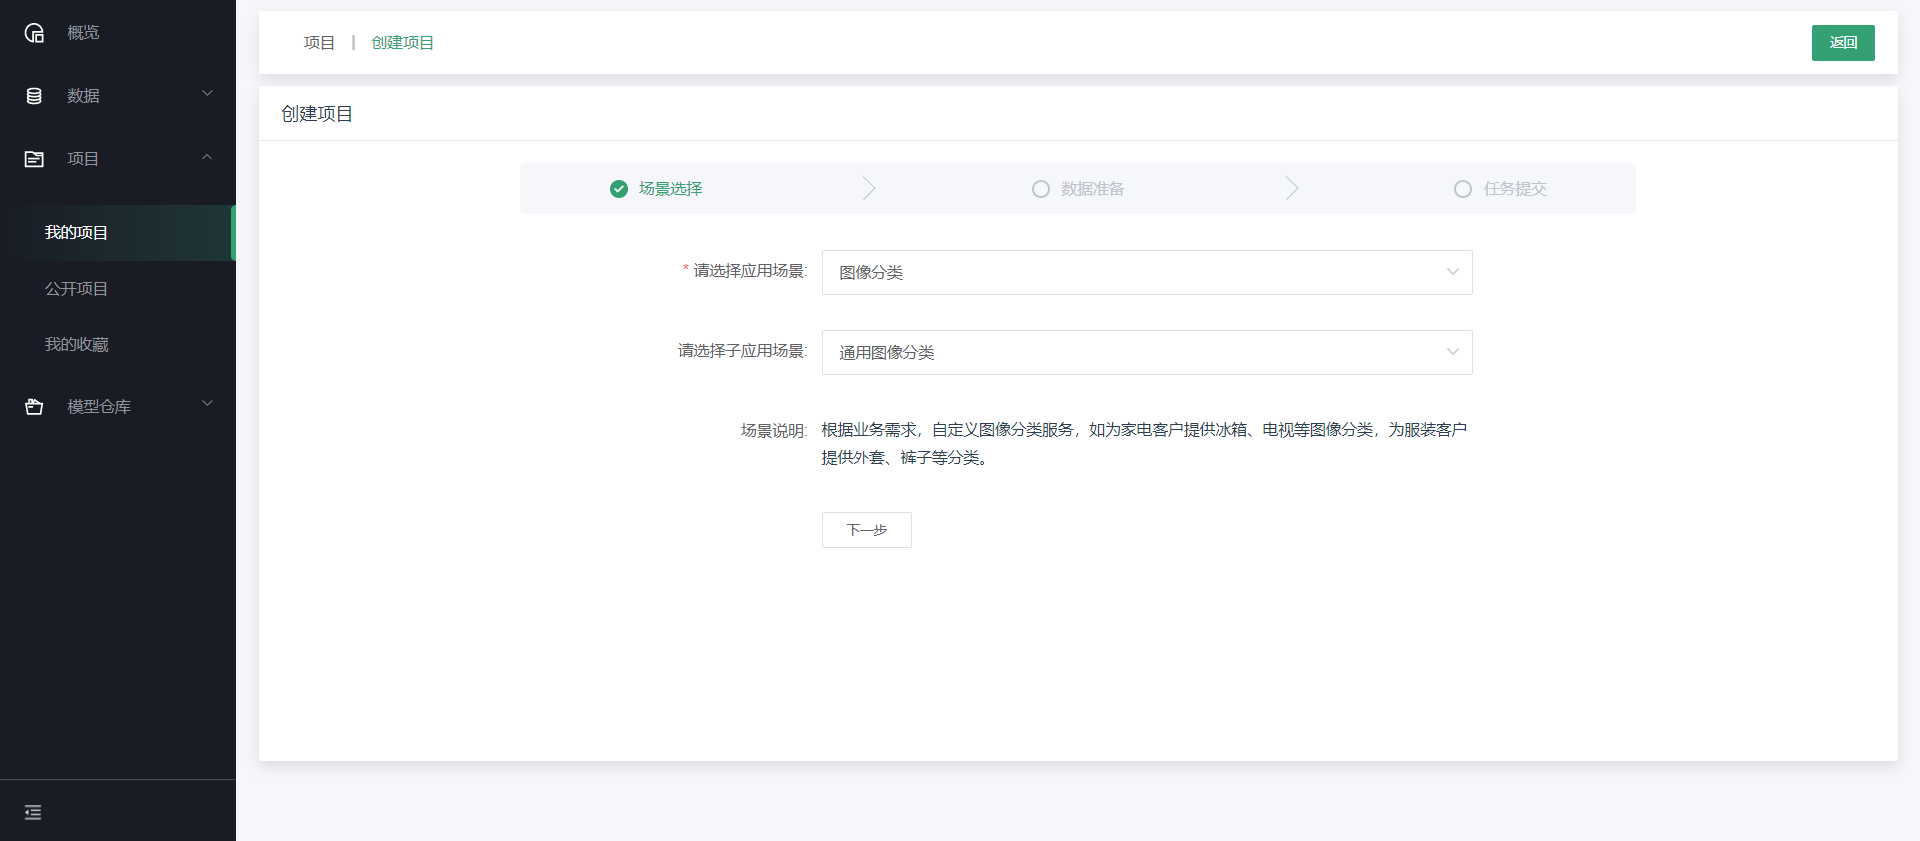 概览
数据
项目
我的项目
公开项目
我的收藏
模型仓库
项目 | 创建项目
返回
创建项目
场景选择
数据准备
任务提交
* 请选择应用场景: 图像分类
请选择子应用场景: 通用图像分类
场景说明: 根据业务需求，自定义图像分类服务，如为家电客户提供冰箱、电视等图像分类，为服装客户
提供外套、裤子等分类。
下一步